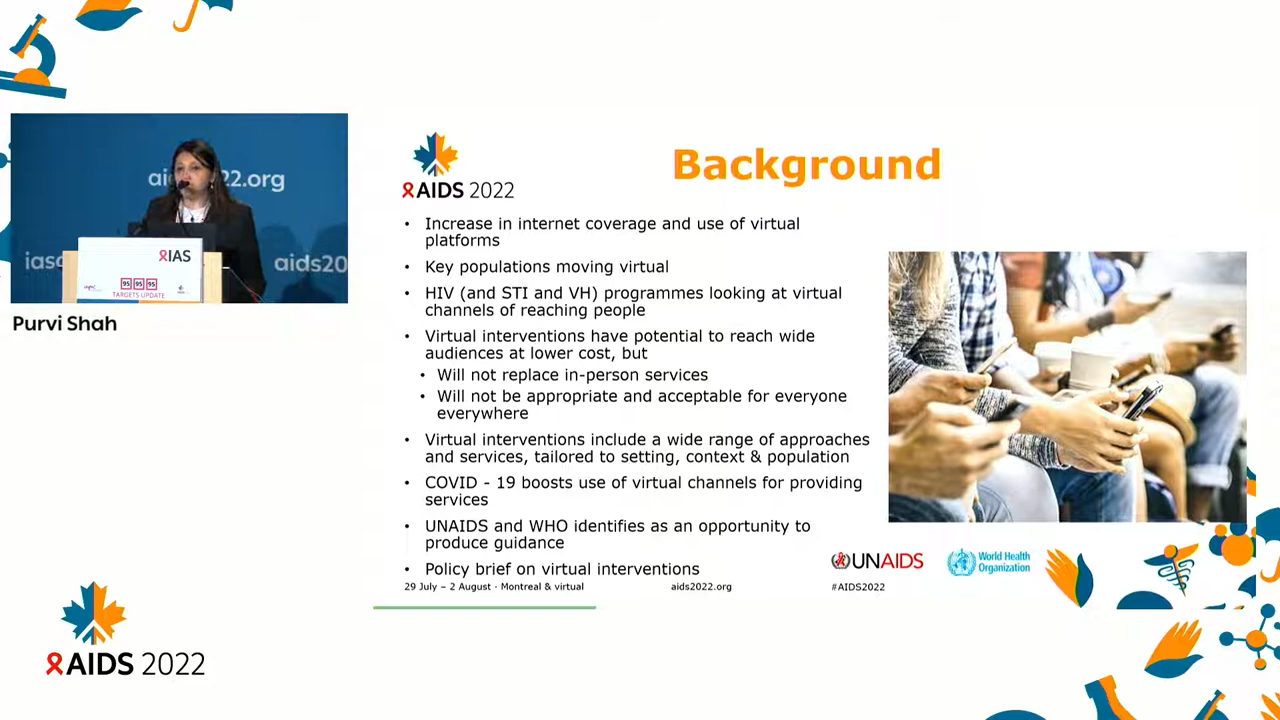 aids2022.org
iasc
aids20
IAS
95 95 95
TARGETS UPDATE
Purvi Shah
AIDS 2022
Background
• Increase in internet coverage and use of virtual
platforms
• Key populations moving virtual
• HIV (and STI and VH) programmes looking at virtual
channels of reaching people
• Virtual interventions have potential to reach wide
audiences at lower cost, but
• Will not replace in-person services
• Will not be appropriate and acceptable for everyone
everywhere
• Virtual interventions include a wide range of approaches
and services, tailored to setting, context & population
• COVID - 19 boosts use of virtual channels for providing
services
• UNAIDS and WHO identifies as an opportunity to
produce guidance
• Policy brief on virtual interventions
UNAIDS
World Health
Organization
29 July – 2 August · Montreal & virtual
aids2022.org
#AIDS2022
AIDS 2022